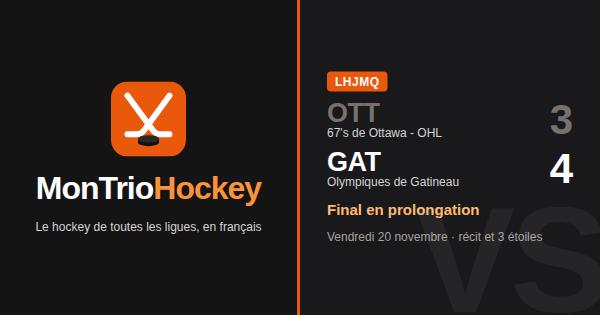 MonTrioHockey
Le hockey de toutes les ligues, en français
LHJMQ
OTT 3
67's de Ottawa - OHL
GAT 4
Olympiques de Gatineau
Final en prolongation
Vendredi 20 novembre · récit et 3 étoiles
VS